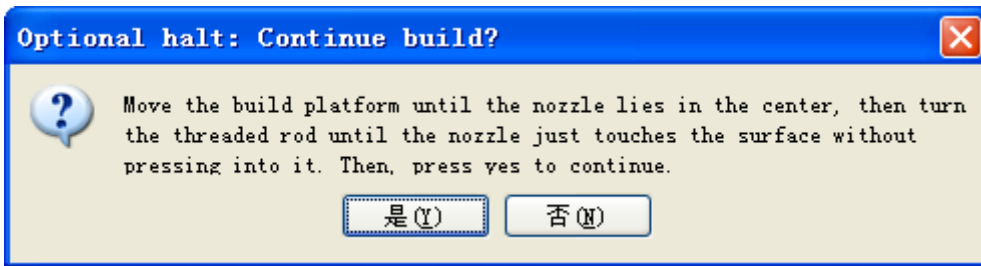 Optional halt: Continue build?
Move the build platform until the nozzle lies in the center, then turn
the threaded rod until the nozzle just touches the surface without
pressing into it. Then, press yes to continue.
是(Y) 否(N)